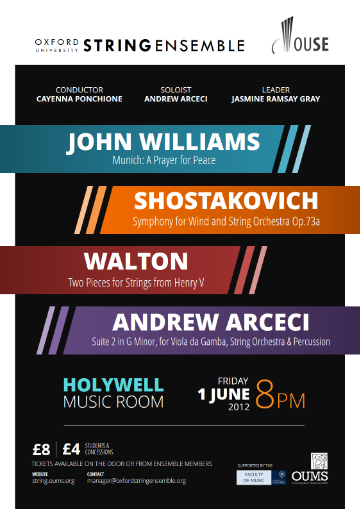 OXFORD UNIVERSITY STRINGENSEMBLE
OUSE
CONDUCTOR
CAYENNA PONCHIONE
SOLOIST
ANDREW ARCECI
LEADER
JASMINE RAMSAY GRAY
JOHN WILLIAMS
Munich: A Prayer for Peace
SHOSTAKOVICH
Symphony for Wind and String Orchestra Op.73a
WALTON
Two Pieces for Strings from Henry V
ANDREW ARCECI
Suite 2 in G Minor, for Viola da Gamba, String Orchestra & Percussion
HOLYWELL
MUSIC ROOM
FRIDAY
1 JUNE
2012
8PM
£8 £4 STUDENTS &
CONCESSIONS
TICKETS AVAILABLE ON THE DOOR OR FROM ENSEMBLE MEMBERS
WEBSITE
string.oums.org
CONTACT
manager@oxfordstringensemble.org
SUPPORTED BY THE
FACULTY
OF MUSIC
OUMS